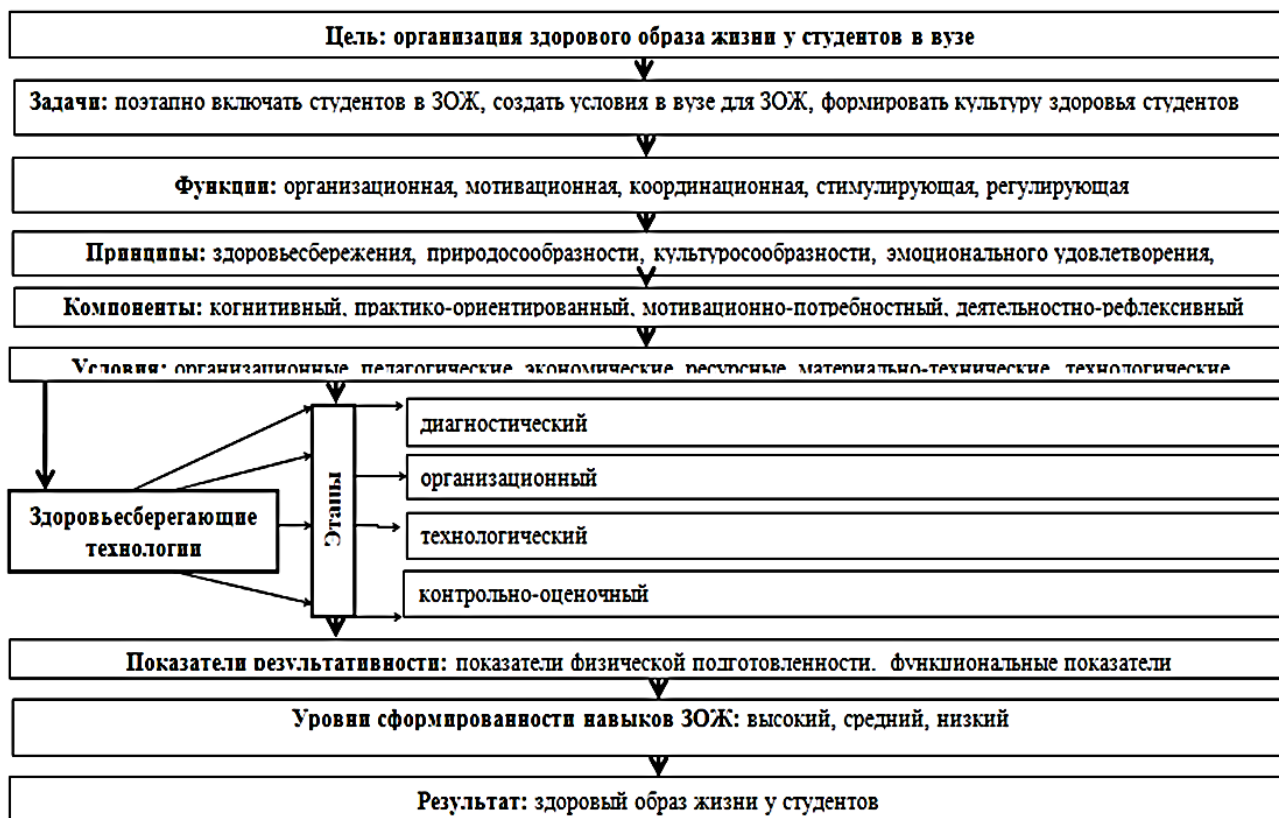 Цель: организация здорового образа жизни у студентов в вузе
Задачи: поэтапно включать студентов в ЗОЖ, создать условия в вузе для ЗОЖ, формировать культуру здоровья студентов
Функции: организационная, мотивационная, координационная, стимулирующая, регулирующая
Принципы: здоровьесбережения, природосообразности, культуросообразности, эмоционального удовлетворения,
Компоненты: когнитивный, практико-ориентированный, мотивационно-потребностный, деятельностно-рефлексивный
Условия: организационные, педагогические, экономические, ресурсные, материально-технические, технологические
Здоровьесберегающие
технологии
Этапы
диагностический
организационный
технологический
контрольно-оценочный
Показатели результативности: показатели физической подготовленности, функциональные показатели
Уровни сформированности навыков ЗОЖ: высокий, средний, низкий
Результат: здоровый образ жизни у студентов